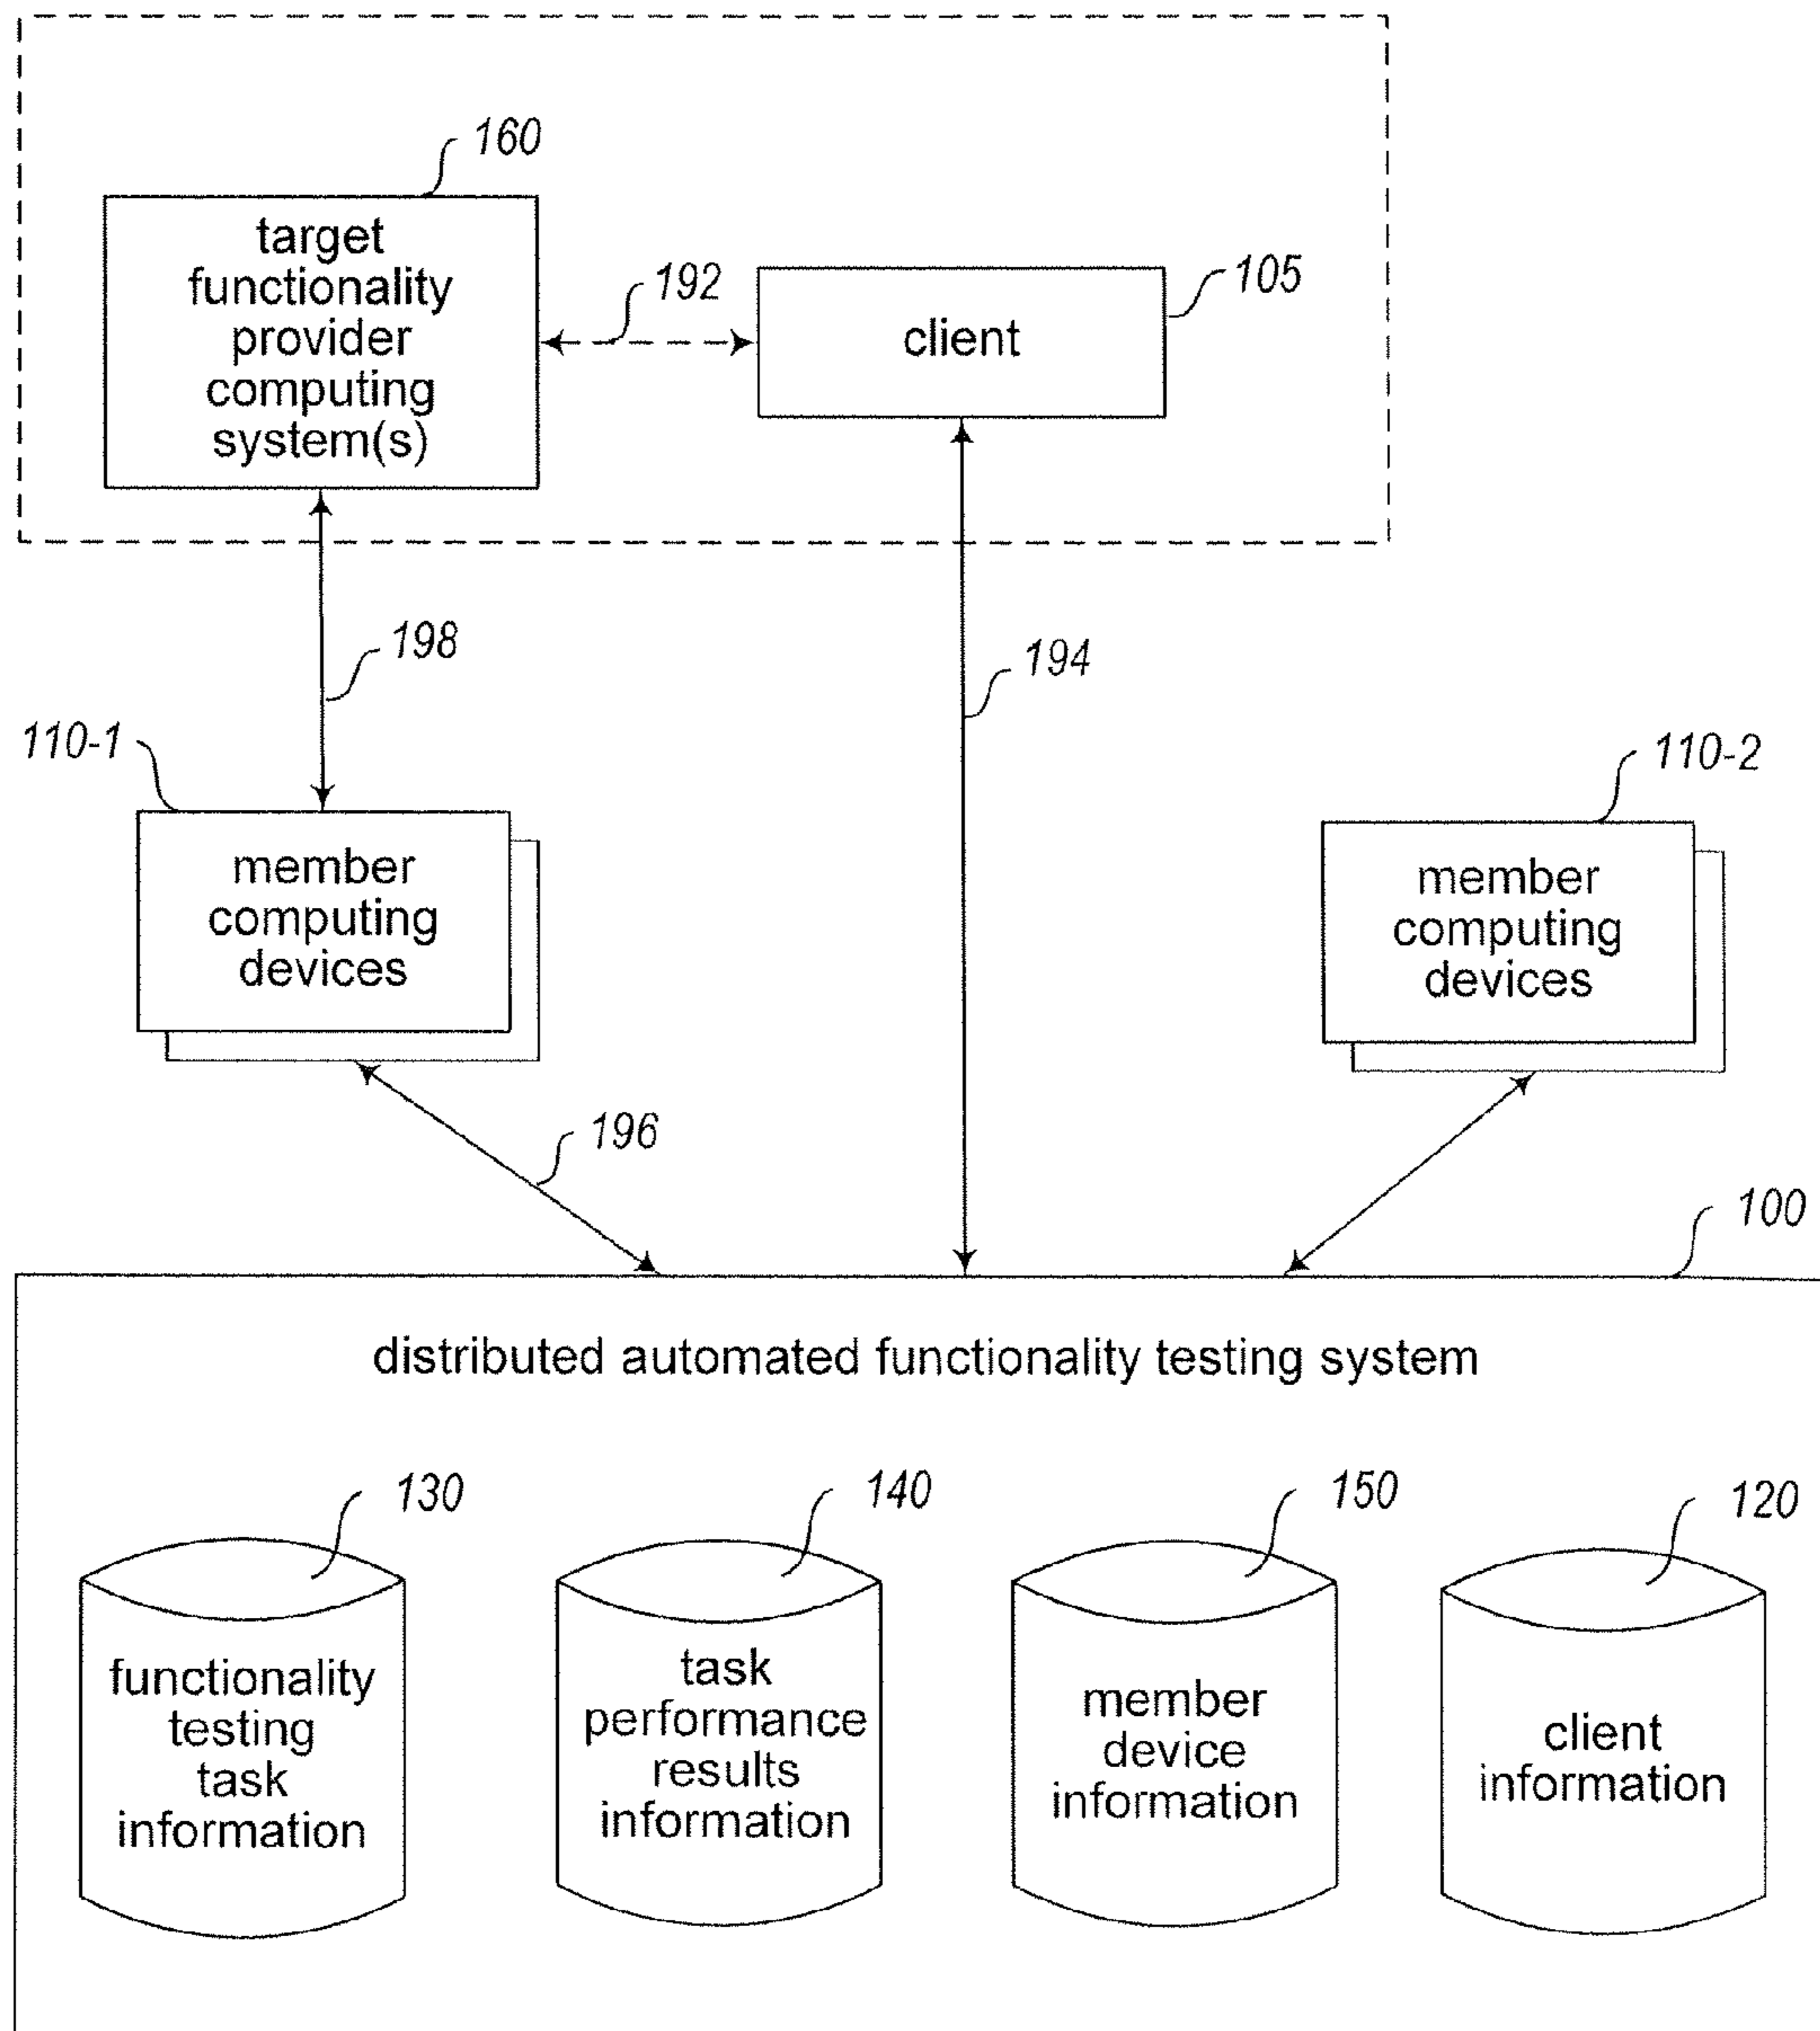 160
target
functionality
provider
computing
system(s)
192
105
client
198
194
110-1
member
computing
devices
110-2
member
computing
devices
196
100
distributed automated functionality testing system
130
functionality
testing
task
information
140
task
performance
results
information
150
member
device
information
120
client
information